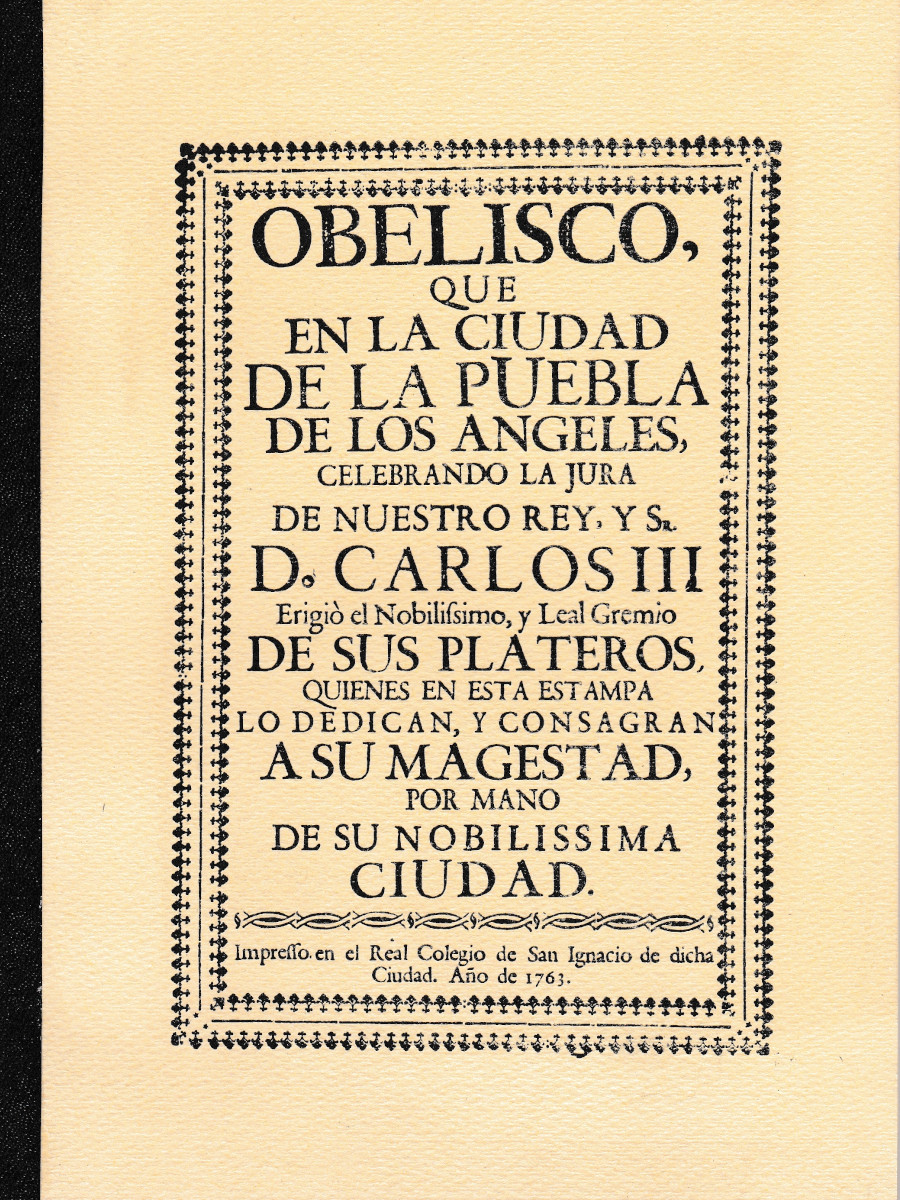 OBELISCO,
QUE
EN LA CIUDAD
DE LA PUEBLA
DE LOS ANGELES,
CELEBRANDO LA JURA
DE NUESTRO REY, Y Sr.
D. CARLOS III
Erigiò el Nobiliſsimo, y Leal Gremio
DE SUS PLATEROS,
QUIENES EN ESTA ESTAMPA
LO DEDICAN, Y CONSAGRAN
A SU MAGESTAD,
POR MANO
DE SU NOBILISSIMA
CIUDAD.
Impreſſo en el Real Colegio de San Ignacio de dicha
Ciudad. Año de 1763.